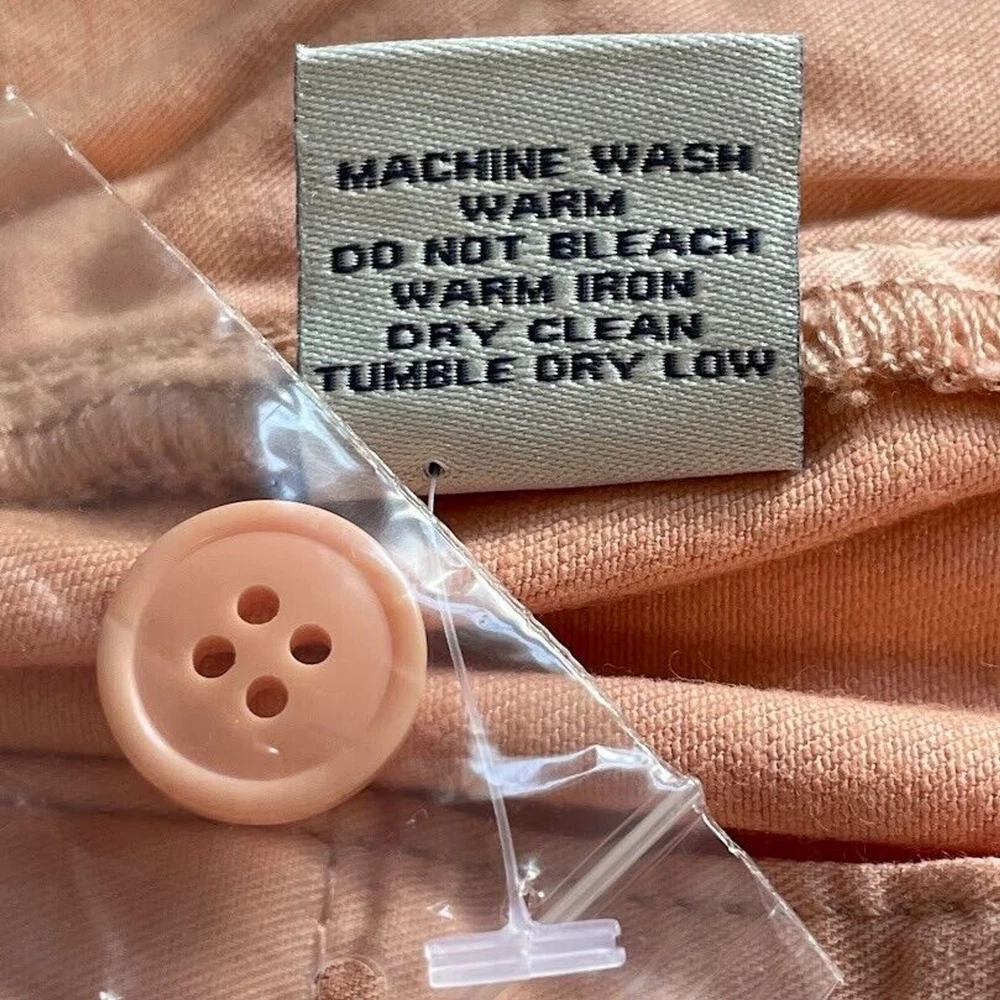 MACHINE WASH
WARM
DO NOT BLEACH
WARM IRON
DRY CLEAN
TUMBLE DRY LOW